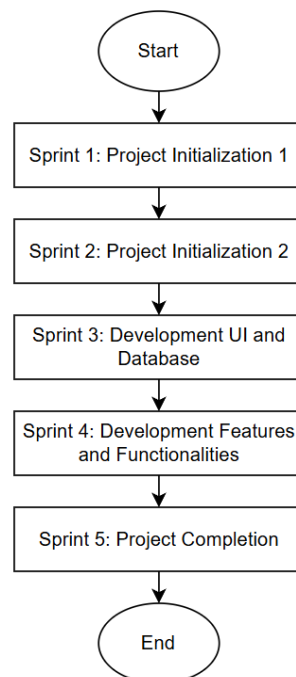 Start
Sprint 1: Project Initialization 1
Sprint 2: Project Initialization 2
Sprint 3: Development UI and
Database
Sprint 4: Development Features
and Functionalities
Sprint 5: Project Completion
End